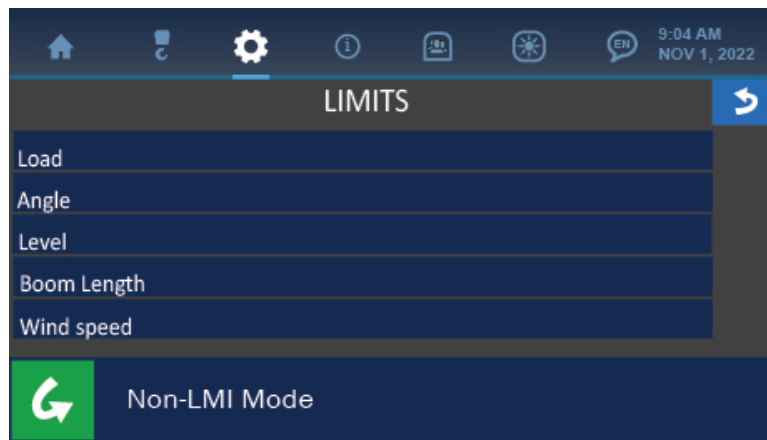 EN
9:04 AM
NOV 1, 2022
LIMITS
Load
Angle
Level
Boom Length
Wind speed
Non-LMI Mode